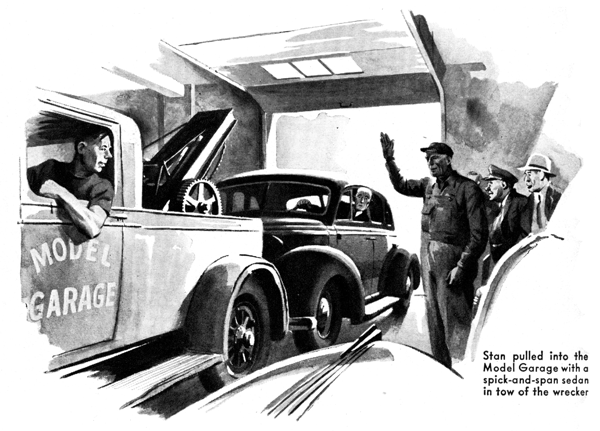 MODEL
GARAGE
Stan pulled into the
Model Garage with a
spick-and-span sedan
in tow of the wrecker